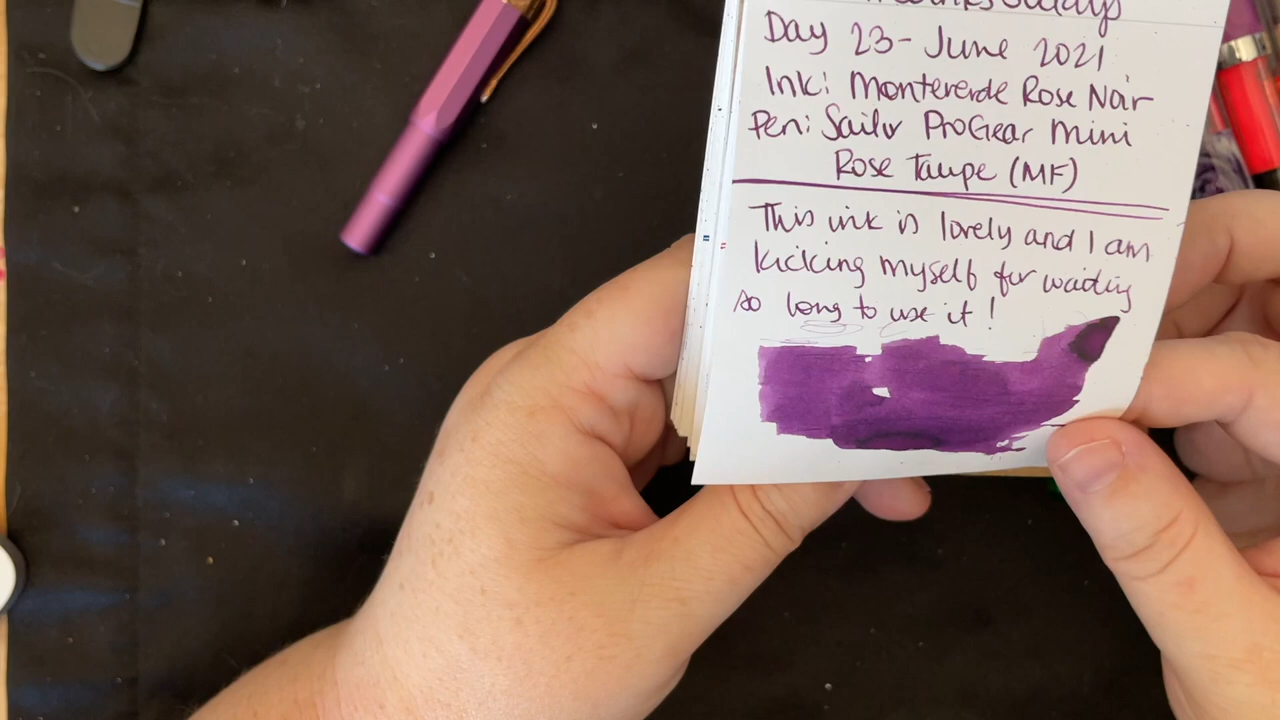 Day 23 - June 2021
Ink: Monteverde Rose Noir
Pen: Sailor ProGear Mini
Rose Taupe (MF)
This ink is lovely and I am
kicking myself for waiting
so long to use it!